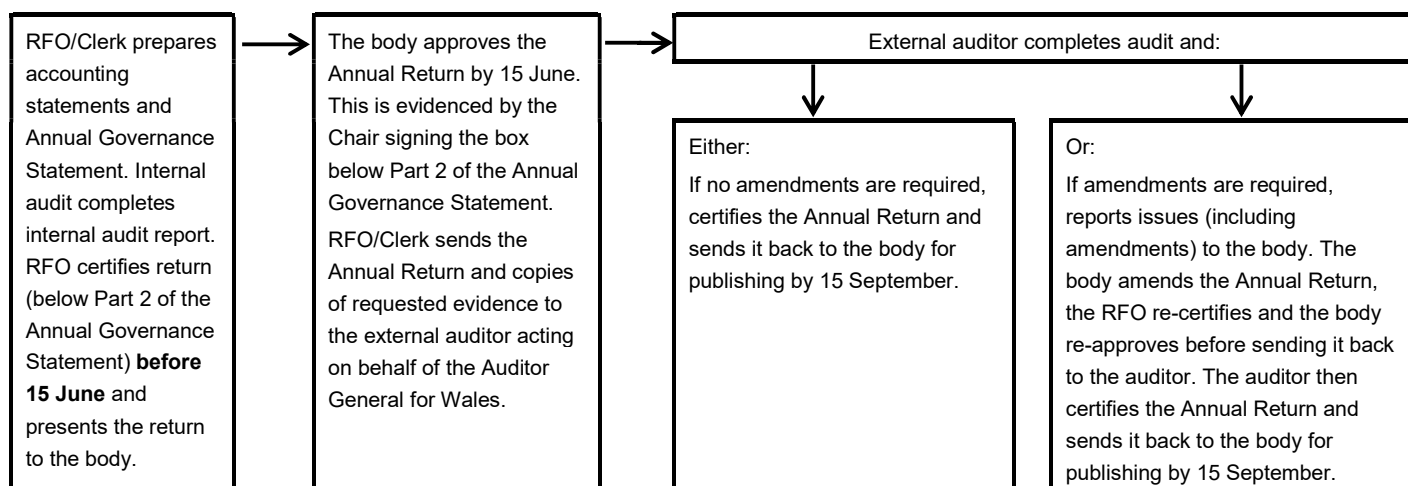 RFO/Clerk prepares
accounting
statements and
Annual Governance
Statement. Internal
audit completes
internal audit report.
RFO certifies return
(below Part 2 of the
Annual Governance
Statement) before
15 June and
presents the return
to the body.
The body approves the
Annual Return by 15 June.
This is evidenced by the
Chair signing the box
below Part 2 of the Annual
Governance Statement.
RFO/Clerk sends the
Annual Return and copies
of requested evidence to
the external auditor acting
on behalf of the Auditor
General for Wales.
External auditor completes audit and:
Either:
If no amendments are required,
certifies the Annual Return and
sends it back to the body for
publishing by 15 September.
Or:
If amendments are required,
reports issues (including
amendments) to the body. The
body amends the Annual Return,
the RFO re-certifies and the body
re-approves before sending it back
to the auditor. The auditor then
certifies the Annual Return and
sends it back to the body for
publishing by 15 September.